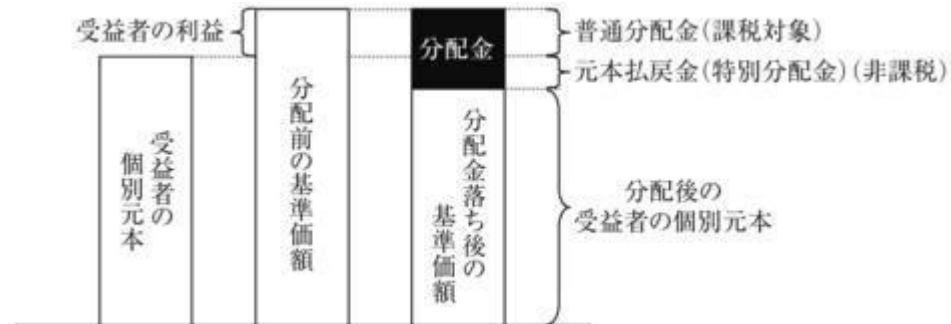 受益者の利益
分配金
普通分配金(課税対象)
元本払戻金(特別分配金)(非課税)
受益者の
個別元本
分配前の基準価額
分配金落ち後の
基準価額
分配後の
受益者の個別元本